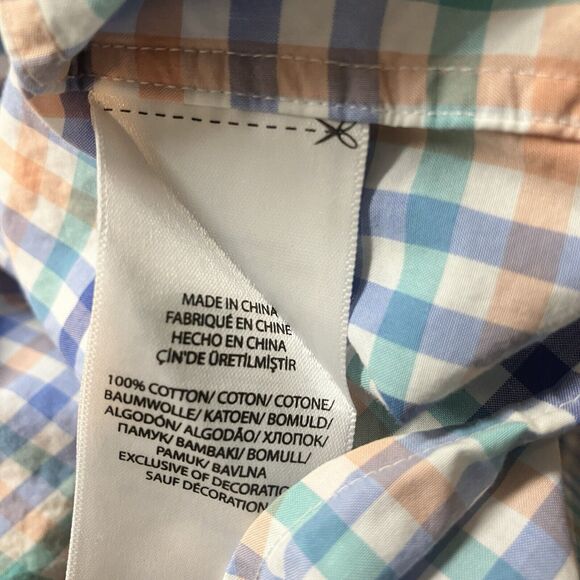 MADE IN CHINA
FABRIQUÉ EN CHINE
HECHO EN CHINA
ÇİN'DE ÜRETİLMİŞTİR
100% COTTON/ COTON/ COTONE/
BAUMWOLLE/ KATOEN/ BOMULD/
ALGODÓN/ ALGODÃO/ ХЛОПОК/
ПАМУК/ BAMBAKI/ BOMULL/
PAMUK/ BAVLNA
EXCLUSIVE OF DECORATION
SAUF DÉCORATION